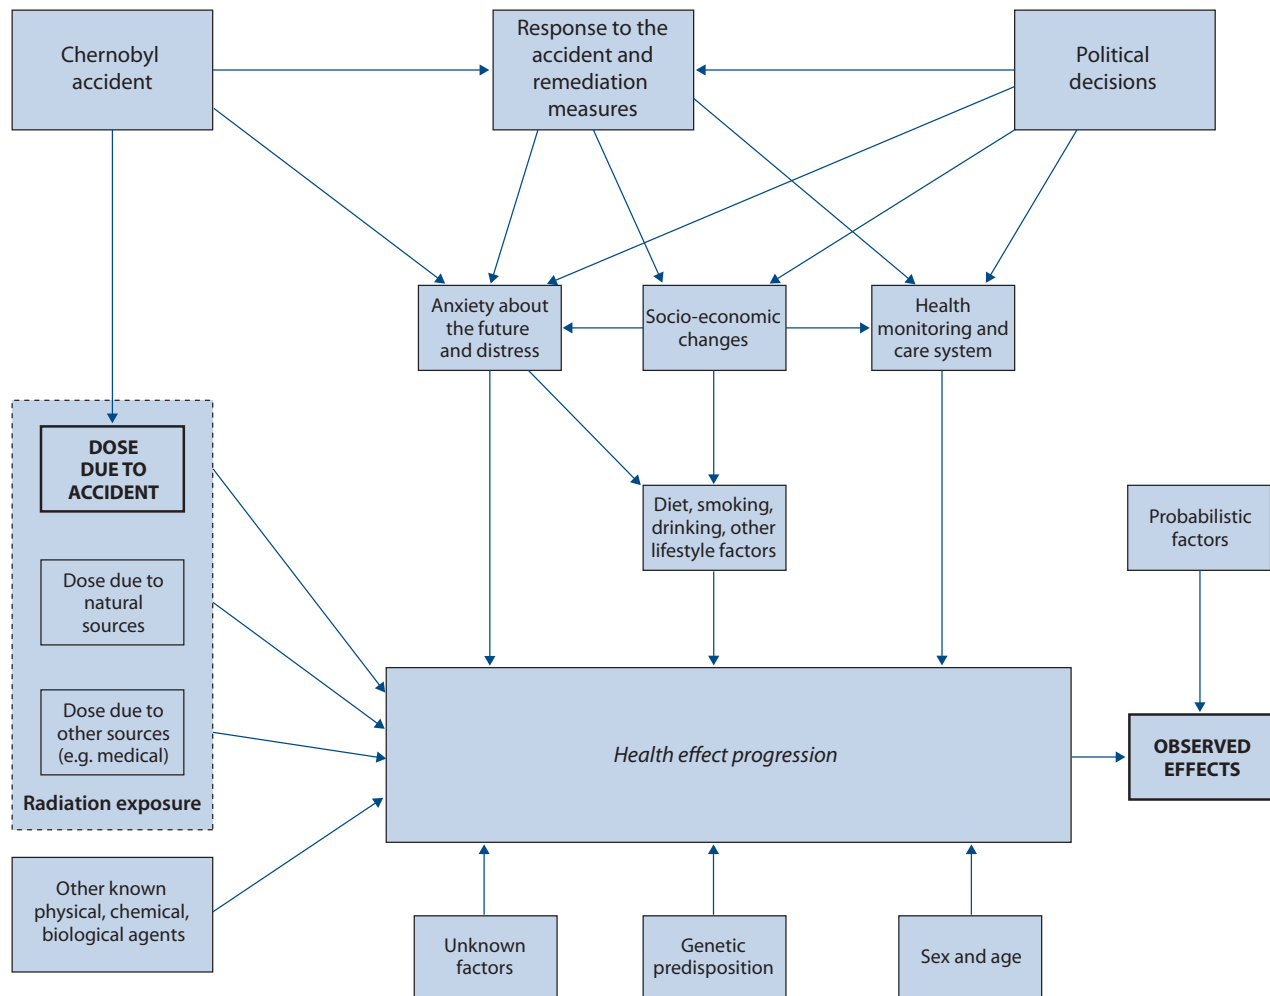 Chernobyl
accident
Response to the
accident and
remediation
measures
Political
decisions
Anxiety about
the future
and distress
Socio-economic
changes
Health
monitoring and
care system
DOSE
DUE TO
ACCIDENT
Diet, smoking,
drinking, other
lifestyle factors
Probabilistic
factors
Dose due to
natural
sources
Dose due to
other sources
(e.g. medical)
Radiation exposure
Health effect progression
OBSERVED
EFFECTS
Other known
physical, chemical,
biological agents
Unknown
factors
Genetic
predisposition
Sex and age